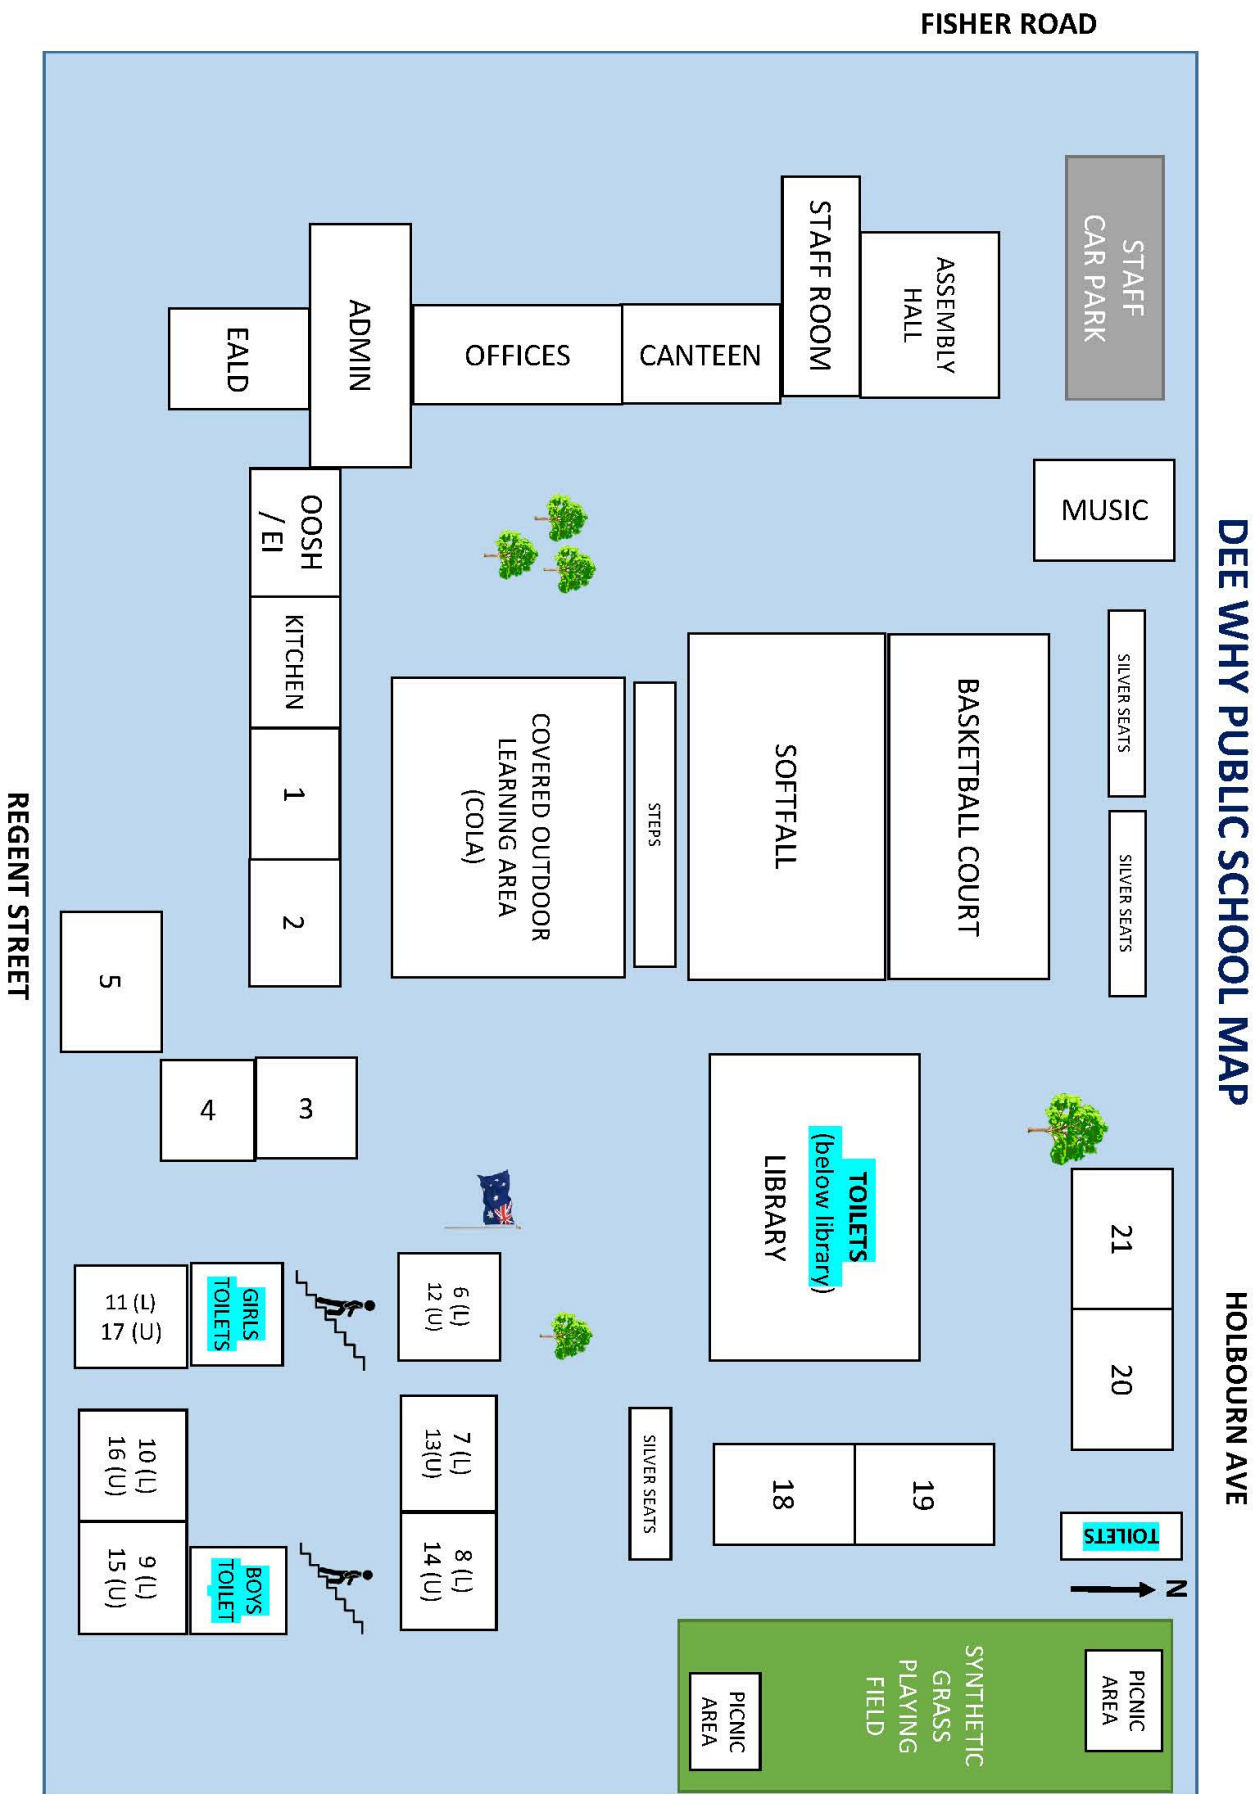 FISHER ROAD
DEE WHY PUBLIC SCHOOL MAP
HOLBOURN AVE
REGENT STREET
STAFF
CAR PARK
ASSEMBLY
HALL
STAFF ROOM
CANTEEN
OFFICES
ADMIN
EALD
MUSIC
OOSH
/ EI
KITCHEN
1
2
SILVER SEATS
SILVER SEATS
BASKETBALL COURT
SOFTFALL
STEPS
COVERED OUTDOOR
LEARNING AREA
(COLA)
5
4
3
TOILETS
(below library)
LIBRARY
21
20
6 (L)
12 (U)
GIRLS
TOILETS
11 (L)
17 (U)
7 (L)
13(U)
8 (L)
14 (U)
10 (L)
16 (U)
9 (L)
15 (U)
BOYS
TOILET
SILVER SEATS
19
18
TOILETS
N
SYNTHETIC
GRASS
PLAYING
FIELD
PICNIC
AREA
PICNIC
AREA